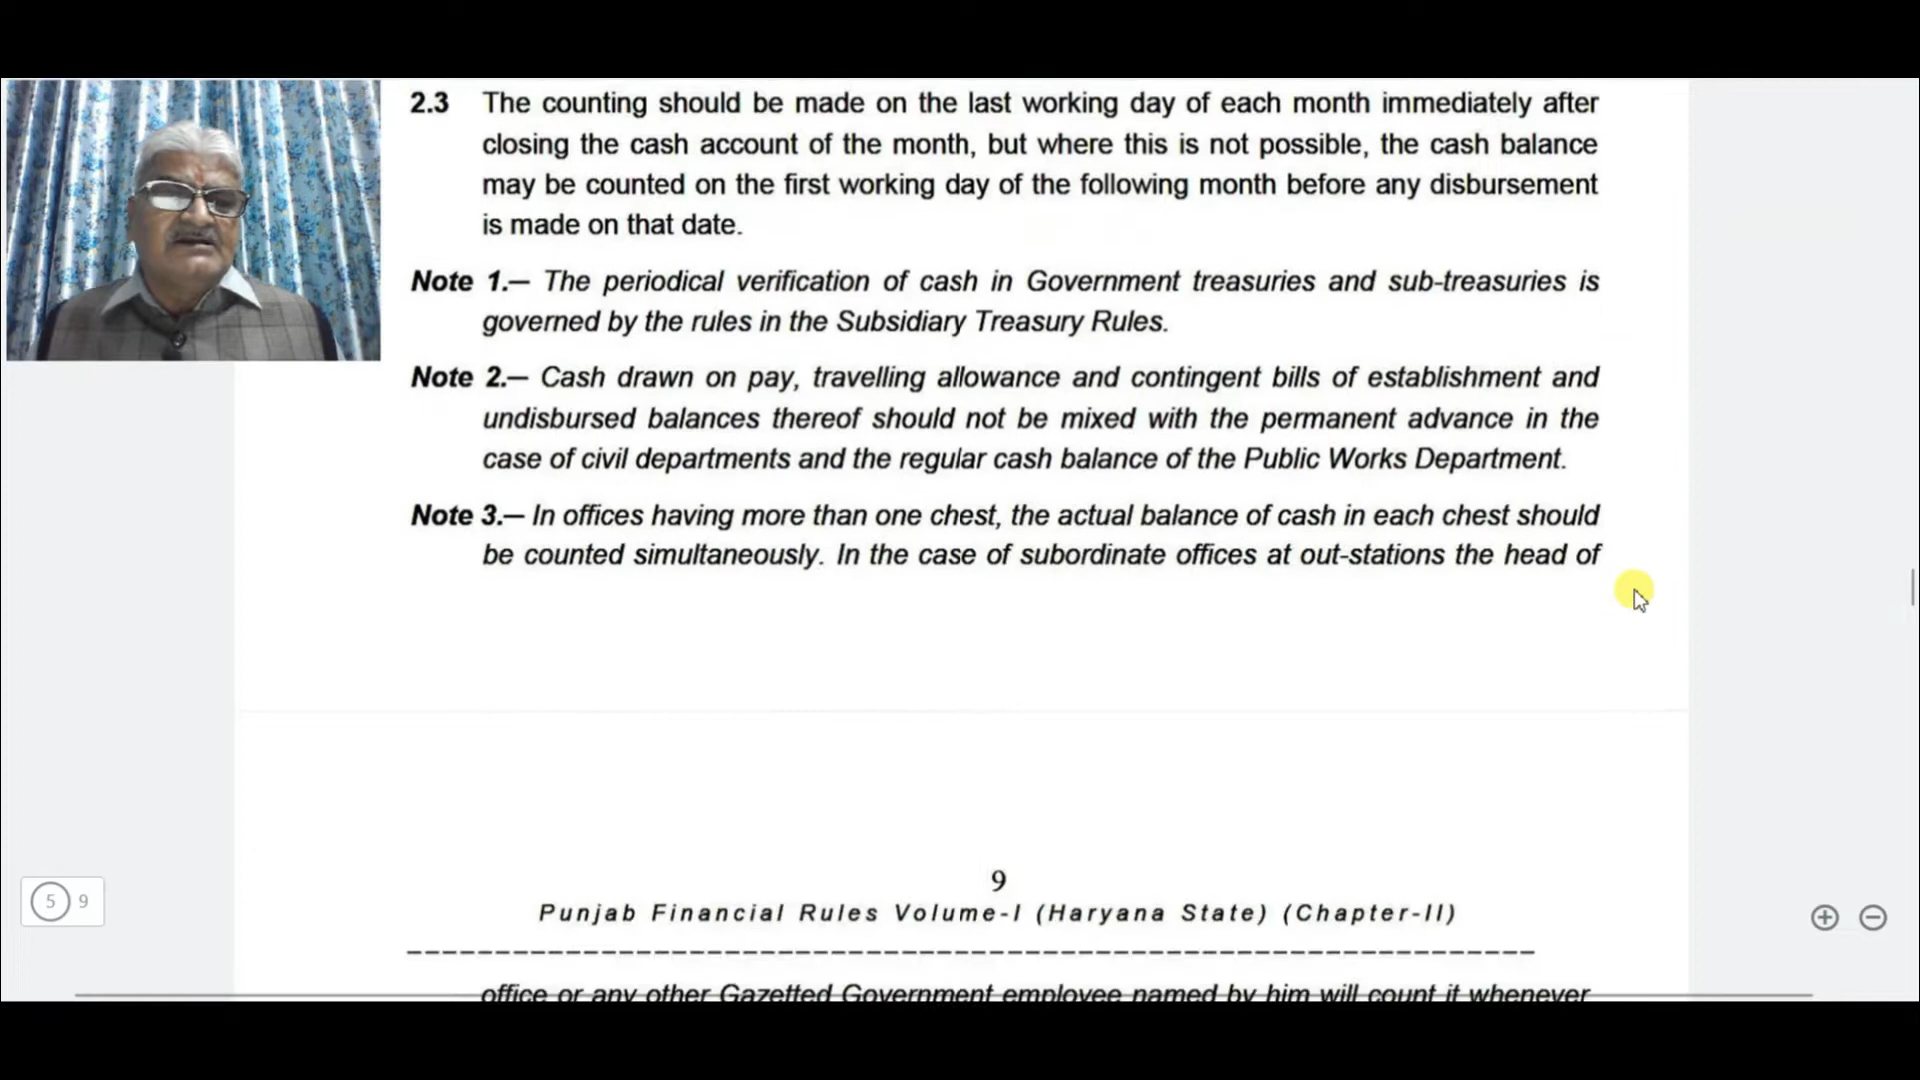 2.3 The counting should be made on the last working day of each month immediately after
closing the cash account of the month, but where this is not possible, the cash balance
may be counted on the first working day of the following month before any disbursement
is made on that date.
Note 1.— The periodical verification of cash in Government treasuries and sub-treasuries is
governed by the rules in the Subsidiary Treasury Rules.
Note 2.— Cash drawn on pay, travelling allowance and contingent bills of establishment and
undisbursed balances thereof should not be mixed with the permanent advance in the
case of civil departments and the regular cash balance of the Public Works Department.
Note 3.— In offices having more than one chest, the actual balance of cash in each chest should
be counted simultaneously. In the case of subordinate offices at out-stations the head of
9
Punjab Financial Rules Volume-I (Haryana State) (Chapter-II)
office or any other Gazetted Government employee named by him will count it whenever
5 9